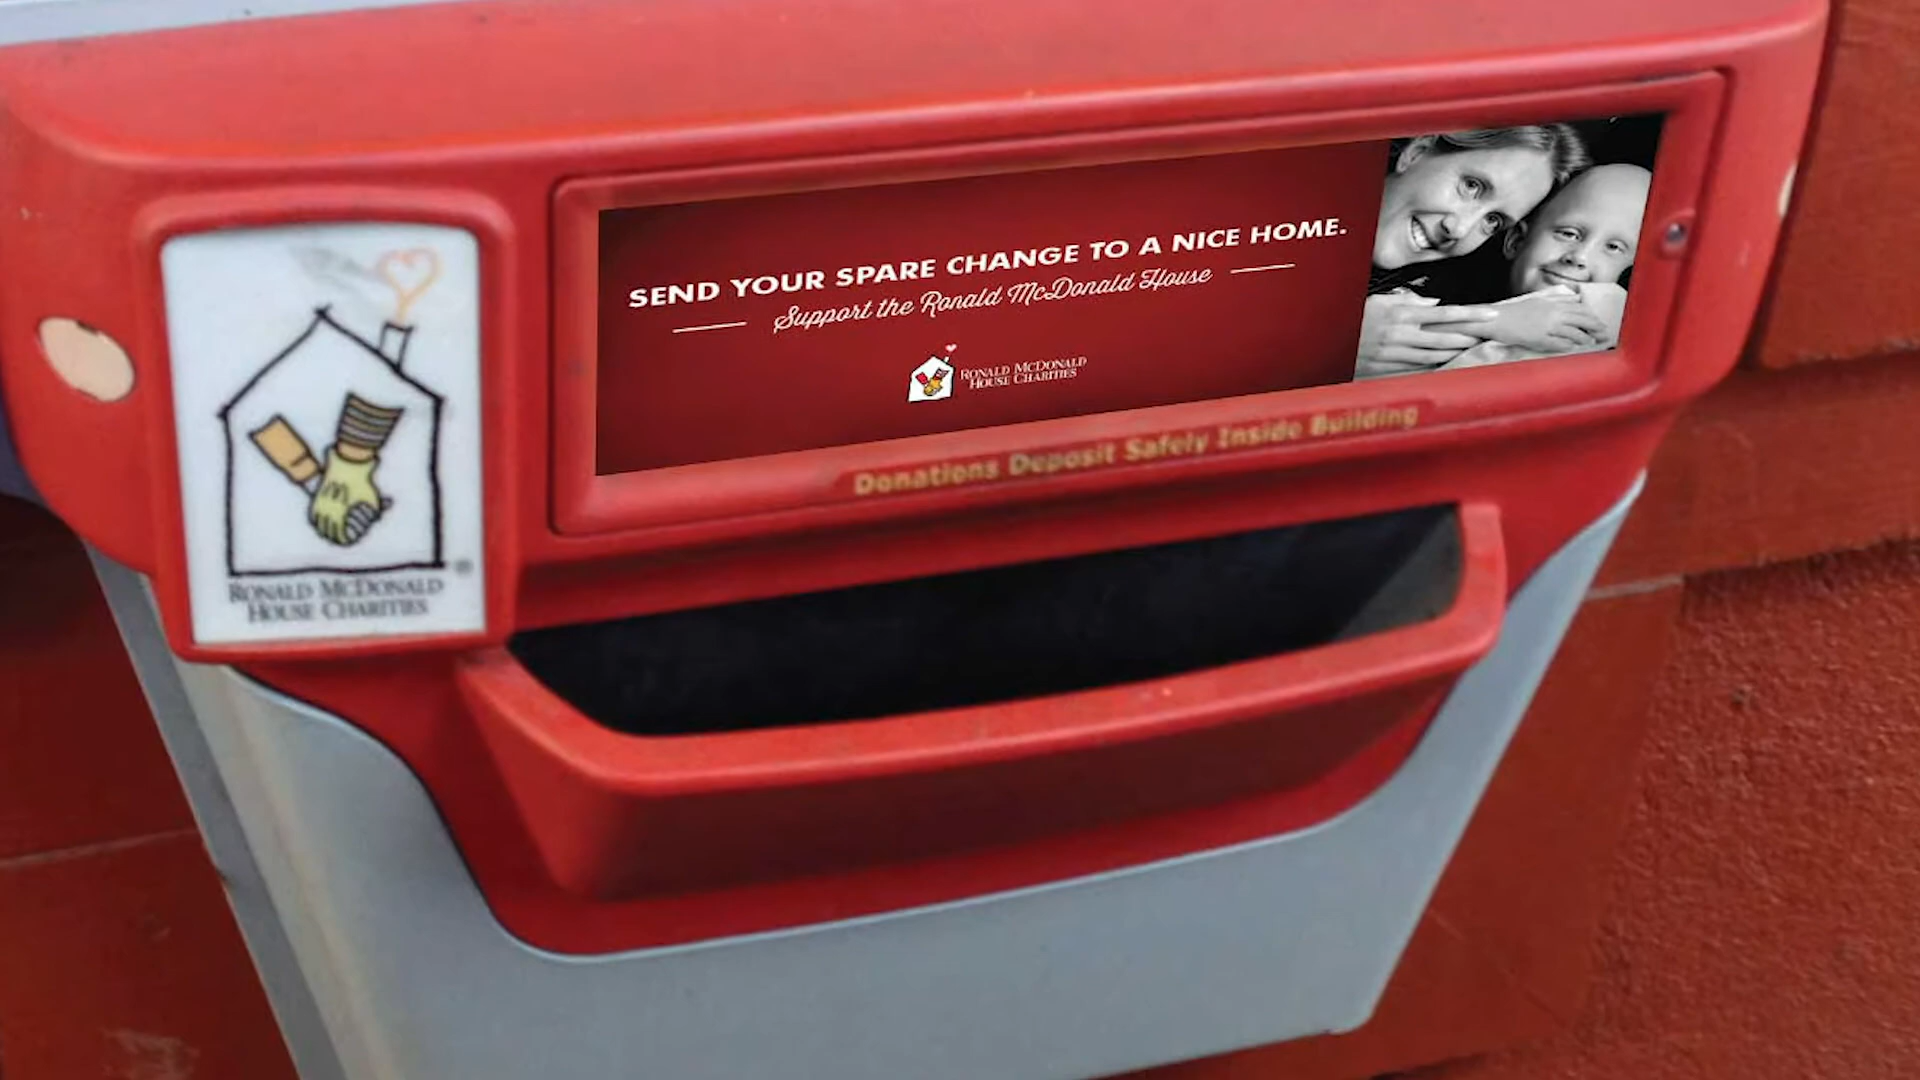 SEND YOUR SPARE CHANGE TO A NICE HOME.
Support the Ronald McDonald House
RONALD MCDONALD
HOUSE CHARITIES
Donations Deposit Safely Inside Building
RONALD MCDONALD
HOUSE CHARITIES ®